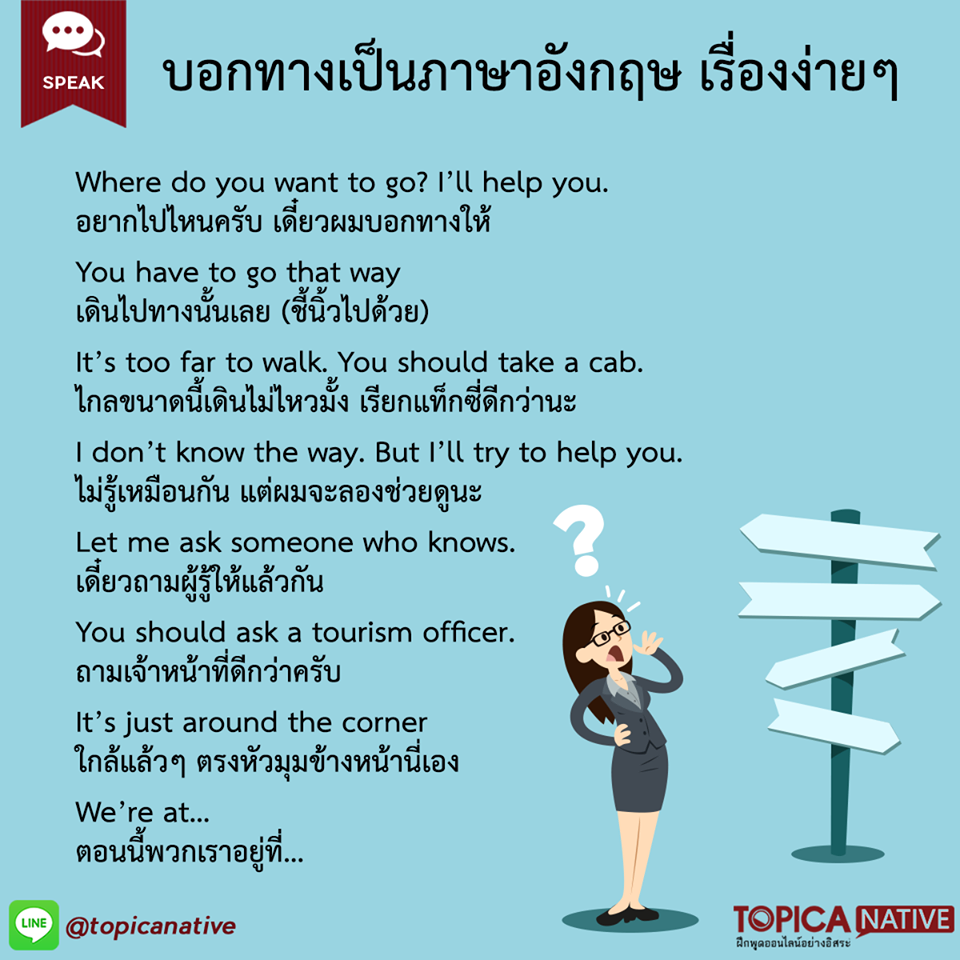 SPEAK
บอกทางเป็นภาษาอังกฤษ เรื่องง่ายๆ
Where do you want to go? I'll help you.
อยากไปไหนครับ เดี๋ยวผมบอกทางให้
You have to go that way
เดินไปทางนั้นเลย (ชี้นิ้วไปด้วย)
It's too far to walk. You should take a cab.
ไกลขนาดนี้เดินไม่ไหวมั้ง เรียกแท็กซี่ดีกว่านะ
I don't know the way. But I'll try to help you.
ไม่รู้เหมือนกัน แต่ผมจะลองช่วยดูนะ
Let me ask someone who knows.
เดี๋ยวถามผู้รู้ให้แล้วกัน
You should ask a tourism officer.
ถามเจ้าหน้าที่ดีกว่าครับ
It's just around the corner
ใกล้แล้วๆ ตรงหัวมุมข้างหน้านี่เอง
We're at...
ตอนนี้พวกเราอยู่ที่...
?
LINE
@topicanative
TOPICA NATIVE
ฝึกพูดออนไลน์อย่างอิสระ